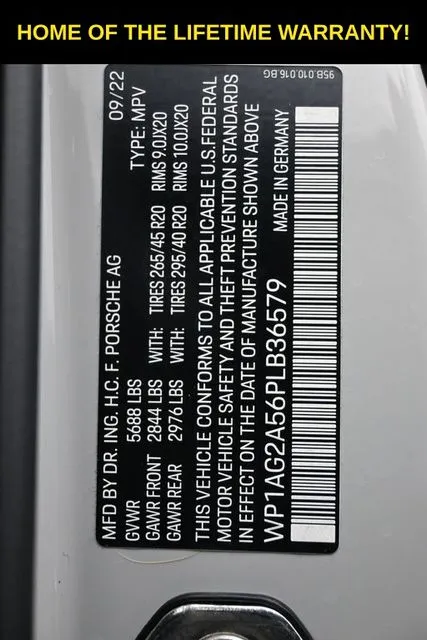 HOME OF THE LIFETIME WARRANTY!
95B.010.016.BG
MFD BY DR. ING. H.C. F. PORSCHE AG 09/22
GVWR 5688 LBS TYPE: MPV
GAWR FRONT 2844 LBS WITH: TIRES 265/45 R20 RIMS 9.0JX20
GAWR REAR 2976 LBS WITH: TIRES 295/40 R20 RIMS 10.0JX20
THIS VEHICLE CONFORMS TO ALL APPLICABLE U.S.FEDERAL
MOTOR VEHICLE SAFETY AND THEFT PREVENTION STANDARDS
IN EFFECT ON THE DATE OF MANUFACTURE SHOWN ABOVE
WP1AG2A56PLB36579 MADE IN GERMANY